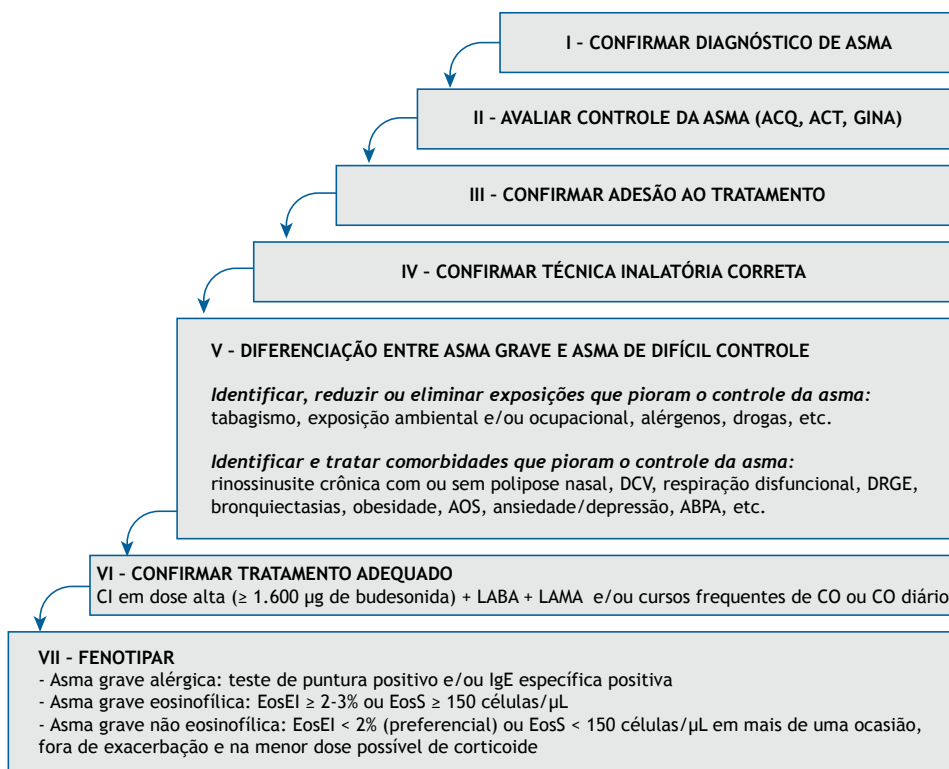 I – CONFIRMAR DIAGNÓSTICO DE ASMA
II – AVALIAR CONTROLE DA ASMA (ACQ, ACT, GINA)
III – CONFIRMAR ADESÃO AO TRATAMENTO
IV – CONFIRMAR TÉCNICA INALATÓRIA CORRETA
V – DIFERENCIAÇÃO ENTRE ASMA GRAVE E ASMA DE DIFÍCIL CONTROLE
Identificar, reduzir ou eliminar exposições que pioram o controle da asma:
tabagismo, exposição ambiental e/ou ocupacional, alérgenos, drogas, etc.
Identificar e tratar comorbidades que pioram o controle da asma:
rinossinusite crônica com ou sem polipose nasal, DCV, respiração disfuncional, DRGE,
bronquiectasias, obesidade, AOS, ansiedade/depressão, ABPA, etc.
VI – CONFIRMAR TRATAMENTO ADEQUADO
CI em dose alta (≥ 1.600 µg de budesonida) + LABA + LAMA e/ou cursos frequentes de CO ou CO diário
VII – FENOTIPAR
- Asma grave alérgica: teste de puntura positivo e/ou IgE específica positiva
- Asma grave eosinofílica: EosEI ≥ 2-3% ou EosS ≥ 150 células/µL
- Asma grave não eosinofílica: EosEI < 2% (preferencial) ou EosS < 150 células/µL em mais de uma ocasião,
fora de exacerbação e na menor dose possível de corticoide